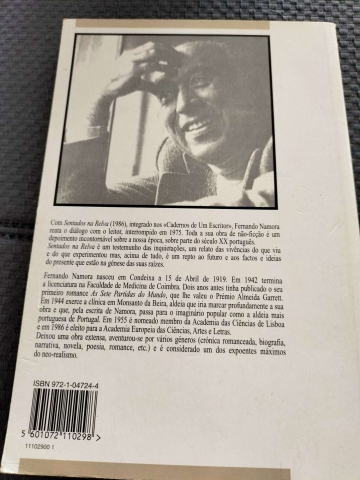 Com Sentados na Relva (1986), integrado nos «Cadernos de Um Escritor», Fernando Namora
reata o diálogo com o leitor, interrompido em 1975. Toda a sua obra de não-ficção é um
depoimento incontornável sobre a nossa época, sobre parte do século XX português.
Sentados na Relva é um testemunho das inquietações, um relato das vivências do que viu
e do que experimentou mas, acima de tudo, é um repto ao futuro e aos factos e ideias
do presente que estão na génese das suas raízes.
Fernando Namora nasceu em Condeixa a 15 de Abril de 1919. Em 1942 termina
a licenciatura na Faculdade de Medicina de Coimbra. Dois anos antes tinha publicado o seu
primeiro romance As Sete Partidas do Mundo, que lhe valeu o Prémio Almeida Garrett.
Em 1944 exerce a clínica em Monsanto da Beira, aldeia que iria marcar profundamente a sua
obra e que, pela escrita de Namora, passa para o imaginário popular como a aldeia mais
portuguesa de Portugal. Em 1955 é nomeado membro da Academia das Ciências de Lisboa
e em 1986 é eleito para a Academia Europeia das Ciências, Artes e Letras.
Deixou uma obra extensa, aventurou-se por vários géneros (crónica romanceada, biografia,
narrativa, novela, poesia, romance, etc.) e é considerado um dos expoentes máximos
do neo-realismo.
ISBN 972-1-04724-4
5 601072 110298 >
11102900 1